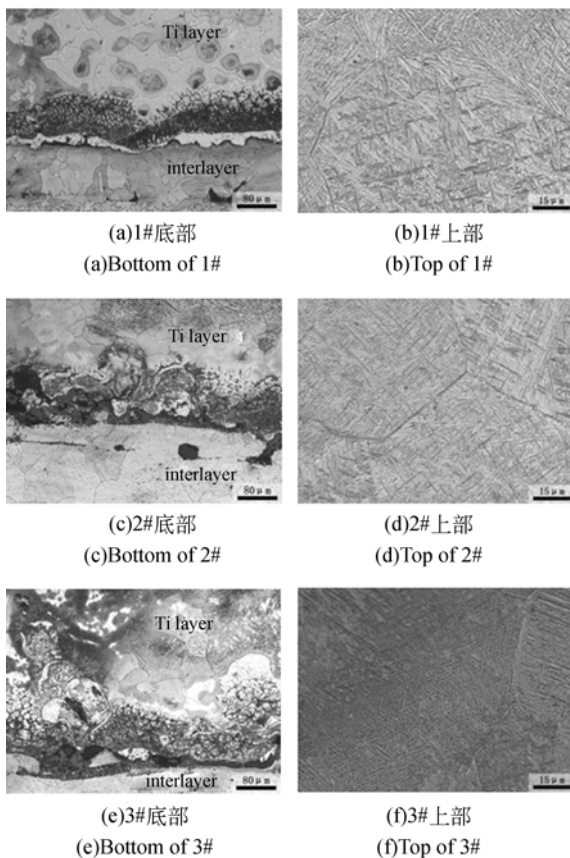 Ti layer
interlayer
80μm
15μm
(a)1#底部
(b)1#上部
(a)Bottom of 1#
(b)Top of 1#
Ti layer
interlayer
80μm
15μm
(c)2#底部
(d)2#上部
(c)Bottom of 2#
(d)Top of 2#
Ti layer
interlayer
80μm
15μm
(e)3#底部
(f)3#上部
(e)Bottom of 3#
(f)Top of 3#